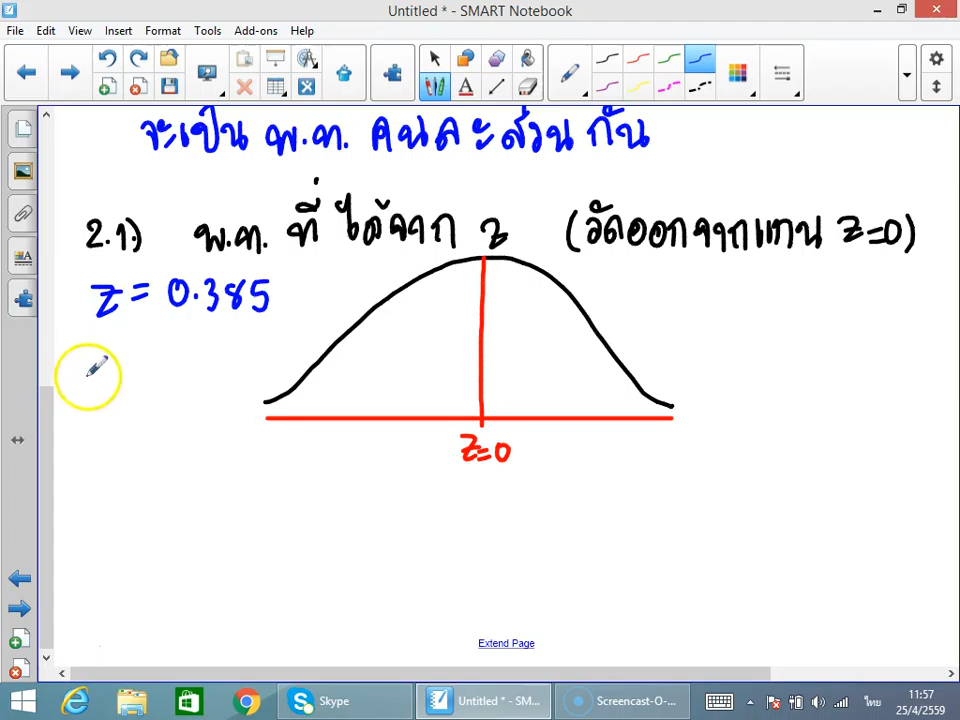 Untitled * - SMART Notebook
File Edit View Insert Format Tools Add-ons Help
จะเป็น พ.ท. คนละส่วนกัน
2.1) พ.ท. ที่ได้จาก z (วัดออกจากแกน z=0)
z = 0.385
z=0
Extend Page
Skype
Untitled * - SM...
Screencast-O-...
ไทย
11:57
25/4/2559